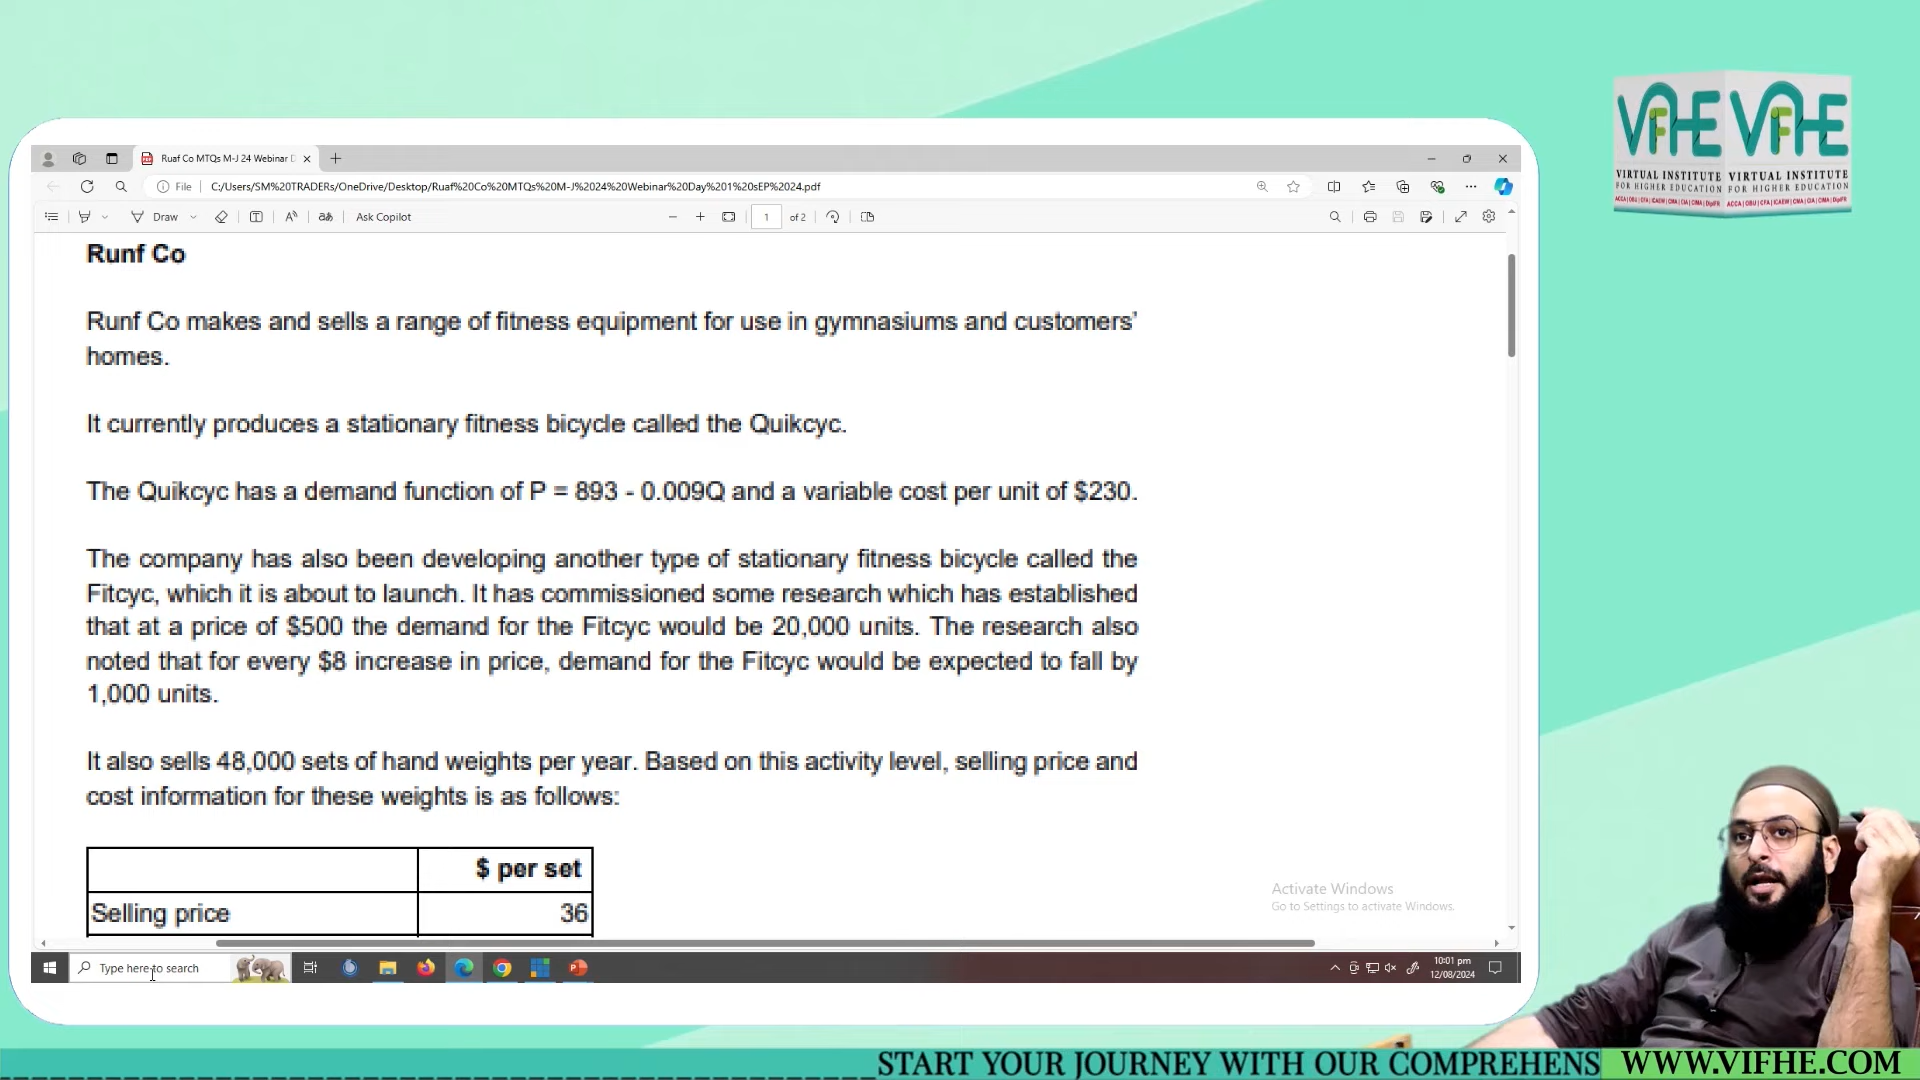 VIFHE VIFHE
VIRTUAL INSTITUTE VIRTUAL INSTITUTE
FOR HIGHER EDUCATION FOR HIGHER EDUCATION
Ruaf Co MTQs M-J 24 Webinar D
File C:/Users/SM%20TRADERs/OneDrive/Desktop/Ruaf%20Co%20MTQs%20M-J%2024%20Webinar%20Day%201%20sEP%2024.pdf
Draw Ask Copilot 1 of 2
Runf Co
Runf Co makes and sells a range of fitness equipment for use in gymnasiums and customers'
homes.
It currently produces a stationary fitness bicycle called the Quikcyc.
The Quikcyc has a demand function of P = 893 - 0.009Q and a variable cost per unit of $230.
The company has also been developing another type of stationary fitness bicycle called the
Fitcyc, which it is about to launch. It has commissioned some research which has established
that at a price of $500 the demand for the Fitcyc would be 20,000 units. The research also
noted that for every $8 increase in price, demand for the Fitcyc would be expected to fall by
1,000 units.
It also sells 48,000 sets of hand weights per year. Based on this activity level, selling price and
cost information for these weights is as follows:
$ per set
Selling price 36
Activate Windows
Go to Settings to activate Windows.
Type here to search
10:01 pm
12/08/2024
START YOUR JOURNEY WITH OUR COMPREHENS WWW.VIFHE.COM